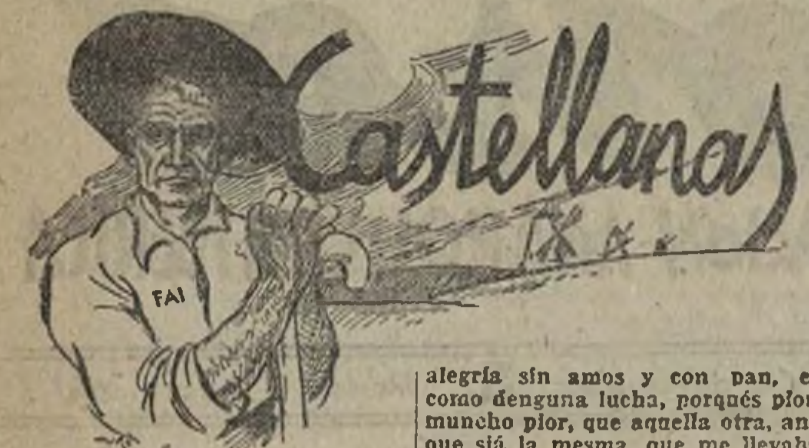 Castellanas
FAI
alegría sin amos y con pan, e
como denguna lucha, porqués pior
muncho pior, que aquella otra, an
que siá la mesma, que me llevab